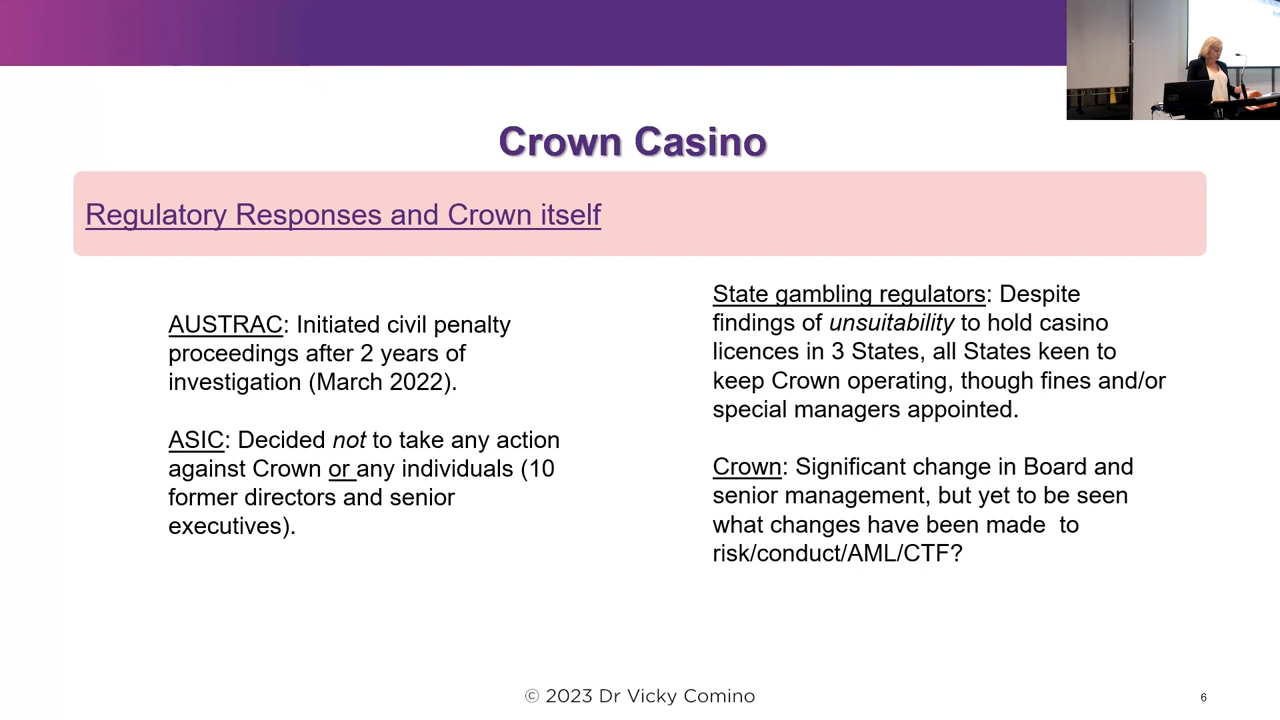 Crown Casino
Regulatory Responses and Crown itself
AUSTRAC: Initiated civil penalty
proceedings after 2 years of
investigation (March 2022).
ASIC: Decided not to take any action
against Crown or any individuals (10
former directors and senior
executives).
State gambling regulators: Despite
findings of unsuitability to hold casino
licences in 3 States, all States keen to
keep Crown operating, though fines and/or
special managers appointed.
Crown: Significant change in Board and
senior management, but yet to be seen
what changes have been made  to
risk/conduct/AML/CTF?
© 2023 Dr Vicky Comino
6